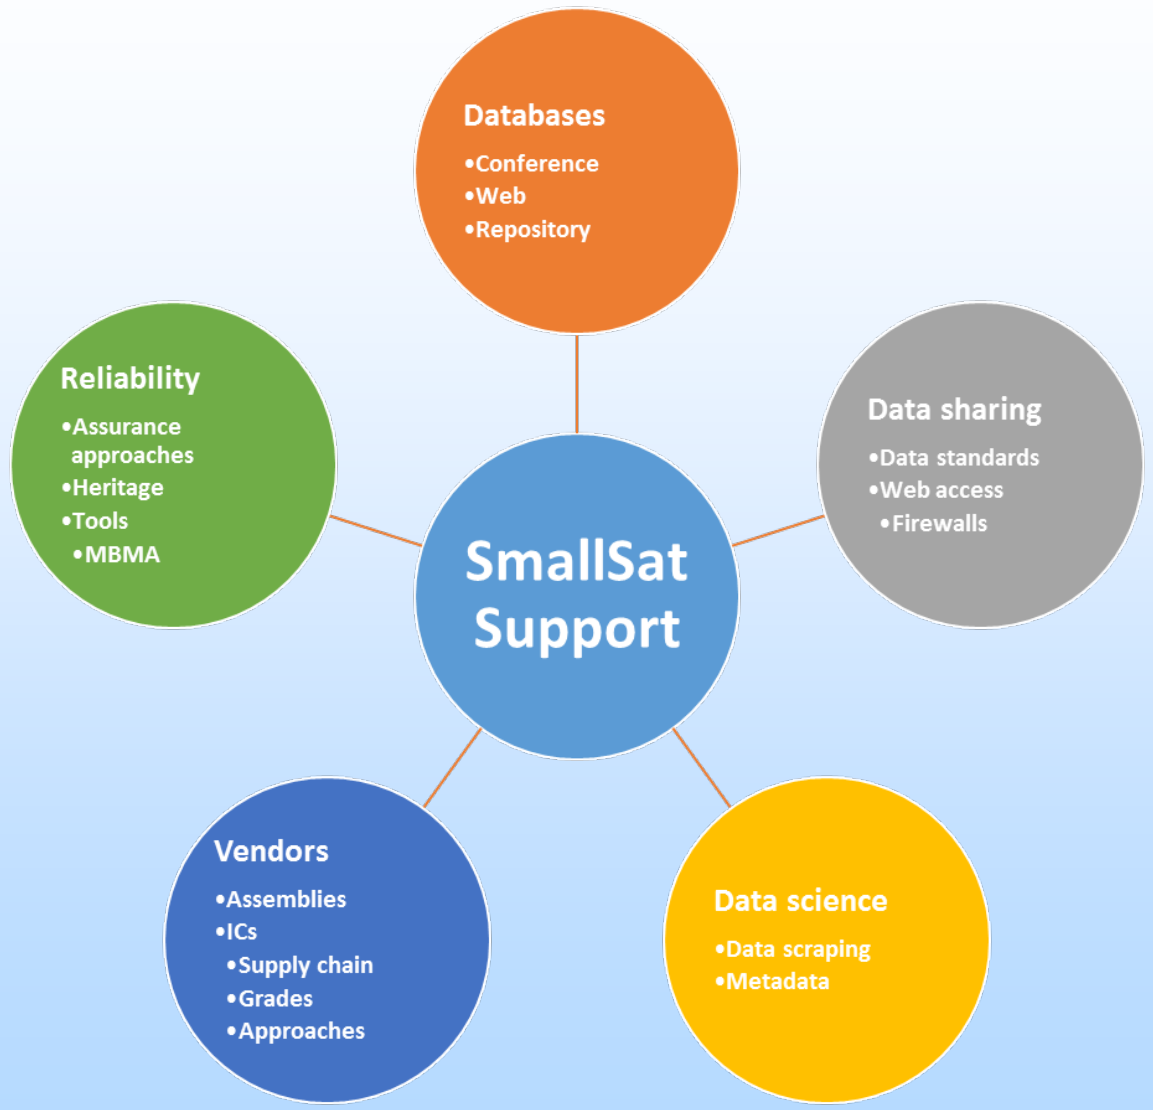 Databases
•Conference
•Web
•Repository
Reliability
•Assurance
approaches
•Heritage
•Tools
•MBMA
Data sharing
•Data standards
•Web access
•Firewalls
SmallSat
Support
Vendors
•Assemblies
•ICs
•Supply chain
•Grades
•Approaches
Data science
•Data scraping
•Metadata